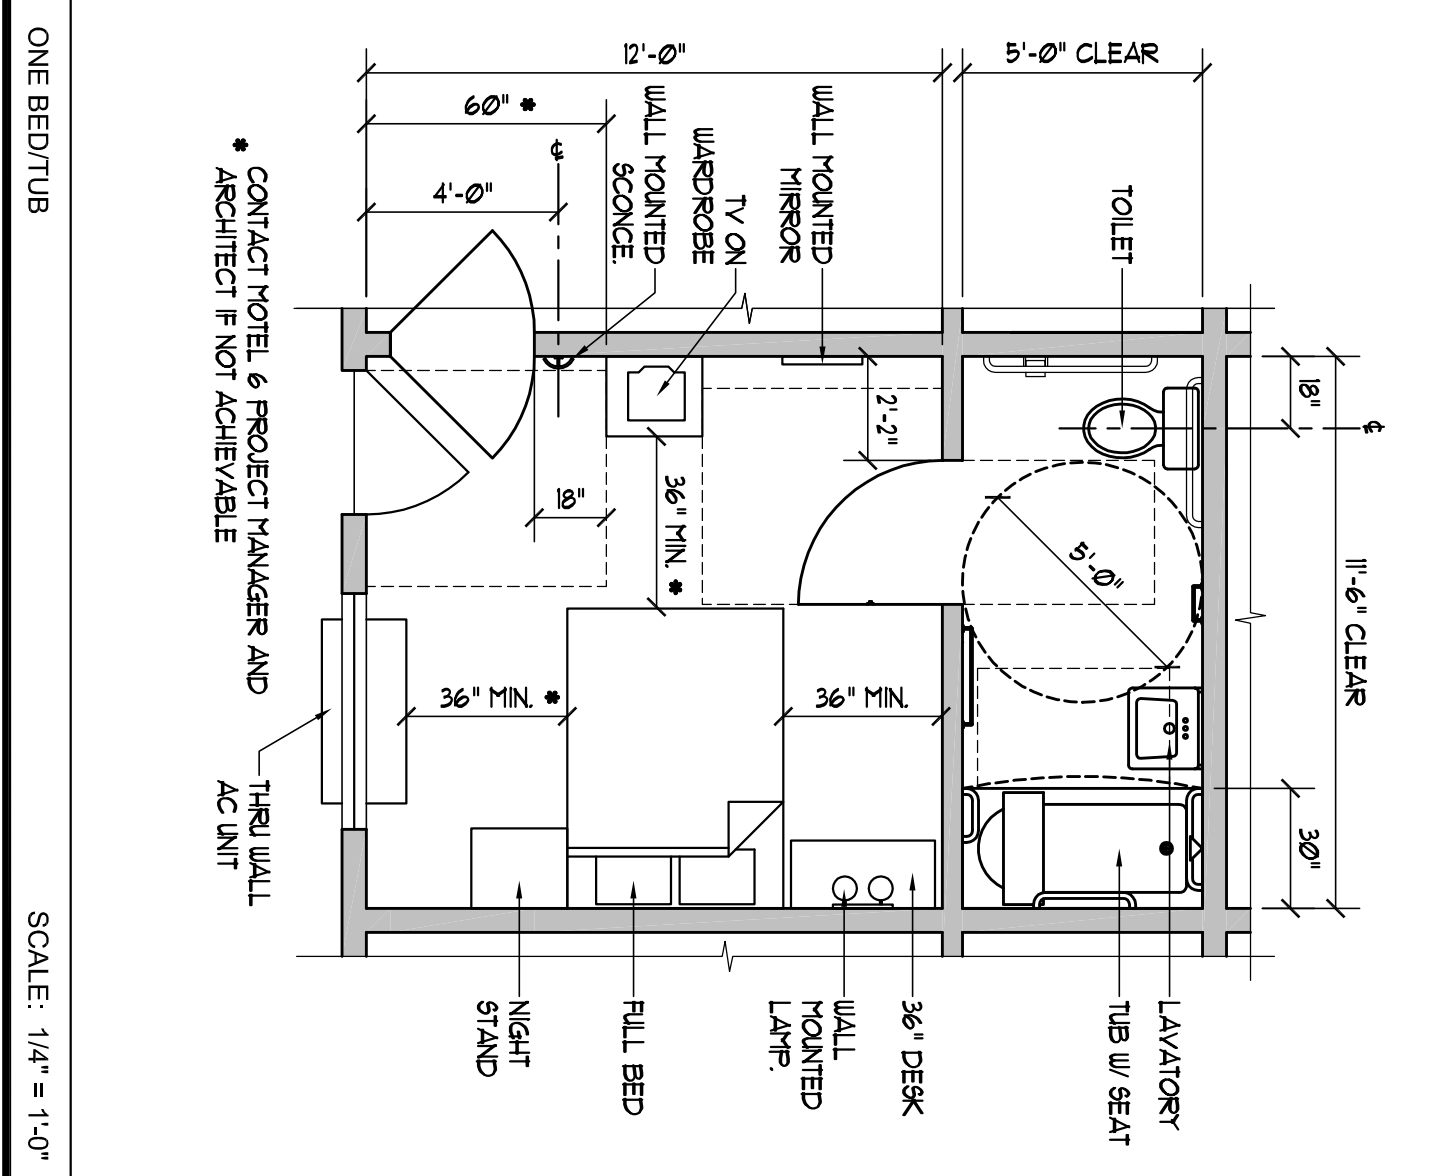 12'-0"
5'-0" CLEAR
60" *
4'-0"
℄
WALL MOUNTED
SCONCE.
TV ON
WARDROBE
WALL MOUNTED
MIRROR
TOILET
18"
℄
11'-6" CLEAR
30"
2'-2"
5'-0"
18"
36" MIN. *
36" MIN. *
36" MIN.
* CONTACT MOTEL 6 PROJECT MANAGER AND
ARCHITECT IF NOT ACHIEVABLE
THRU WALL
AC UNIT
LAVATORY
TUB W/ SEAT
36" DESK
WALL
MOUNTED
LAMP.
FULL BED
NIGHT
STAND
ONE BED/TUB
SCALE: 1/4" = 1'-0"